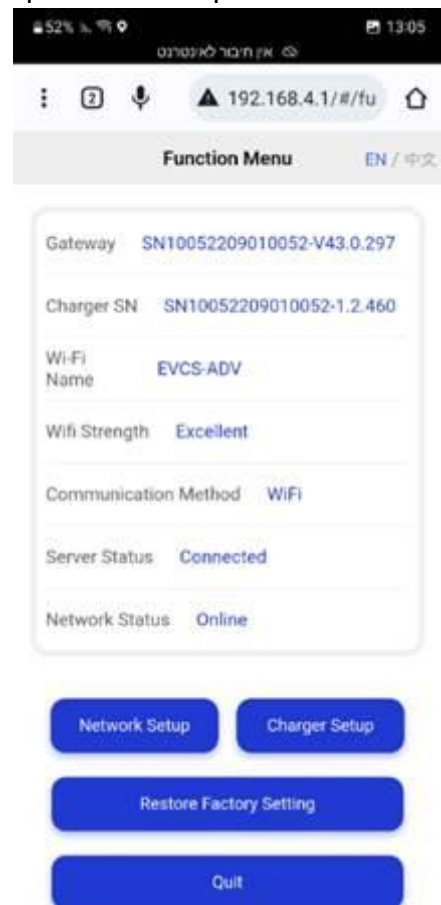 52% 13:05
אין חיבור לאינטרנט
2 192.168.4.1/#/fu
Function Menu EN / 中文
Gateway SN10052209010052-V43.0.297
Charger SN SN10052209010052-1.2.460
Wi-Fi
Name EVCS-ADV
Wifi Strength Excellent
Communication Method WiFi
Server Status Connected
Network Status Online
Network Setup Charger Setup
Restore Factory Setting
Quit